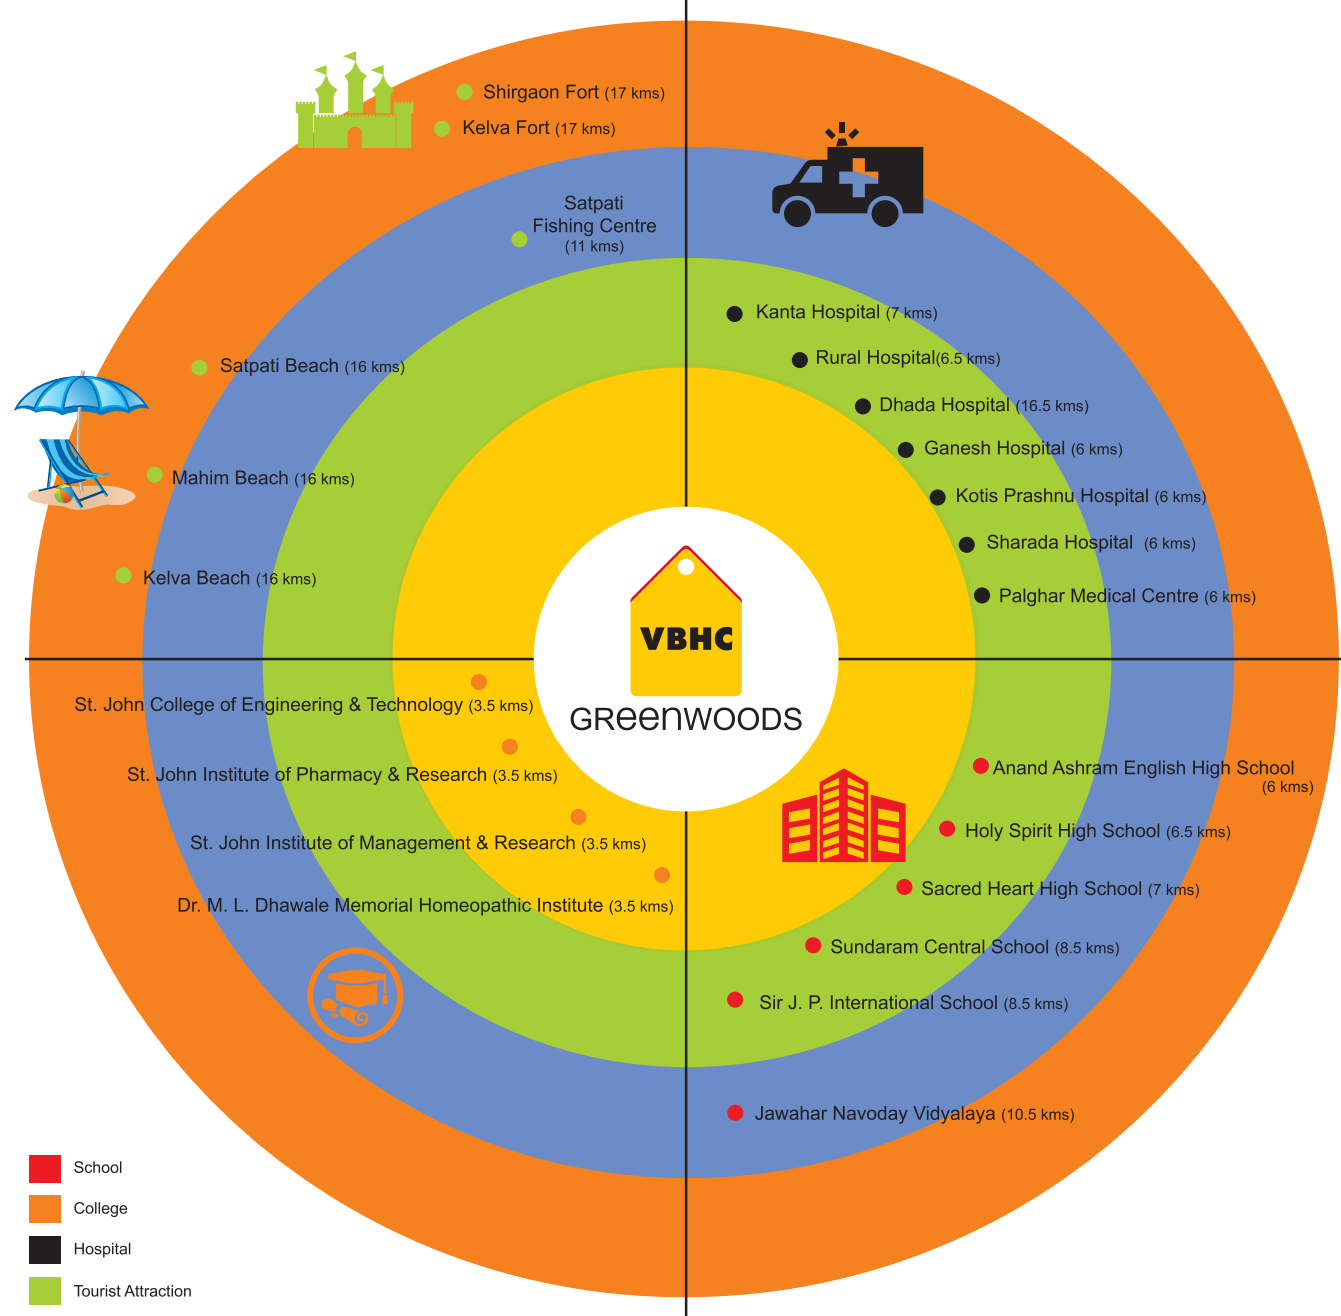 Shirgaon Fort (17 kms)
Kelva Fort (17 kms)
Satpati
Fishing Centre
(11 kms)
Satpati Beach (16 kms)
Mahim Beach (16 kms)
Kelva Beach (16 kms)
Kanta Hospital (7 kms)
Rural Hospital(6.5 kms)
Dhada Hospital (16.5 kms)
Ganesh Hospital (6 kms)
Kotis Prashnu Hospital (6 kms)
Sharada Hospital (6 kms)
Palghar Medical Centre (6 kms)
VBHC
GReenWOODS
St. John College of Engineering & Technology (3.5 kms)
St. John Institute of Pharmacy & Research (3.5 kms)
St. John Institute of Management & Research (3.5 kms)
Dr. M. L. Dhawale Memorial Homeopathic Institute (3.5 kms)
Anand Ashram English High School
(6 kms)
Holy Spirit High School (6.5 kms)
Sacred Heart High School (7 kms)
Sundaram Central School (8.5 kms)
Sir J. P. International School (8.5 kms)
Jawahar Navoday Vidyalaya (10.5 kms)
School
College
Hospital
Tourist Attraction